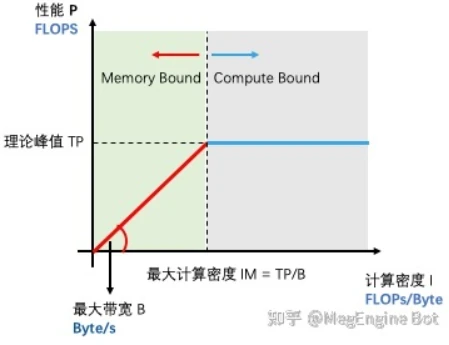 性能 P
FLOPS
Memory Bound
Compute Bound
理论峰值 TP
最大计算密度 IM = TP/B
计算密度 I
FLOPs/Byte
最大带宽 B
Byte/s
知乎 @MegEngine Bot